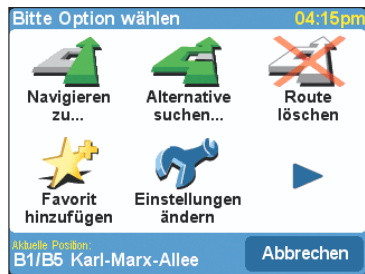 Bitte Option wählen 04:15pm
Navigieren zu...
Alternative suchen...
Route löschen
Favorit hinzufügen
Einstellungen ändern
Aktuelle Position:
B1/B5 Karl-Marx-Allee
Abbrechen